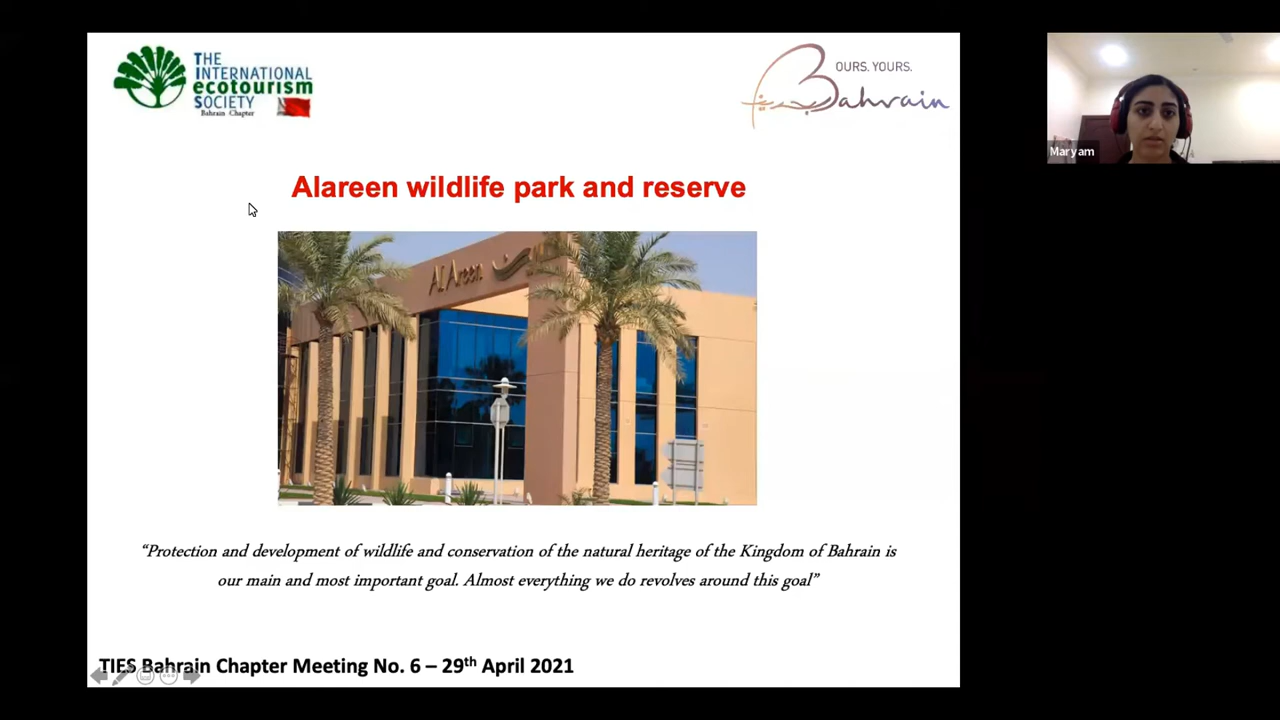 THE
INTERNATIONAL
ecotourism
SOCIETY
Bahrain Chapter
OURS. YOURS.
Bahrain
Maryam
Alareen wildlife park and reserve
Al Areen
“Protection and development of wildlife and conservation of the natural heritage of the Kingdom of Bahrain is
our main and most important goal. Almost everything we do revolves around this goal”
TIES Bahrain Chapter Meeting No. 6 – 29th April 2021